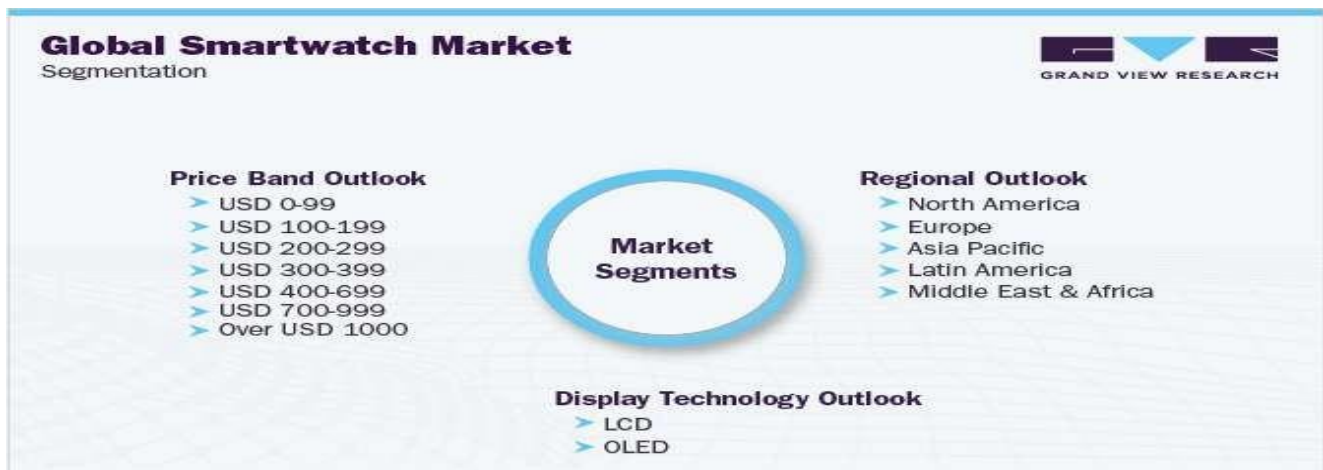 Global Smartwatch Market
Segmentation
GRAND VIEW RESEARCH
Price Band Outlook
USD 0-99
USD 100-199
USD 200-299
USD 300-399
USD 400-699
USD 700-999
Over USD 1000
Market
Segments
Regional Outlook
North America
Europe
Asia Pacific
Latin America
Middle East & Africa
Display Technology Outlook
LCD
OLED